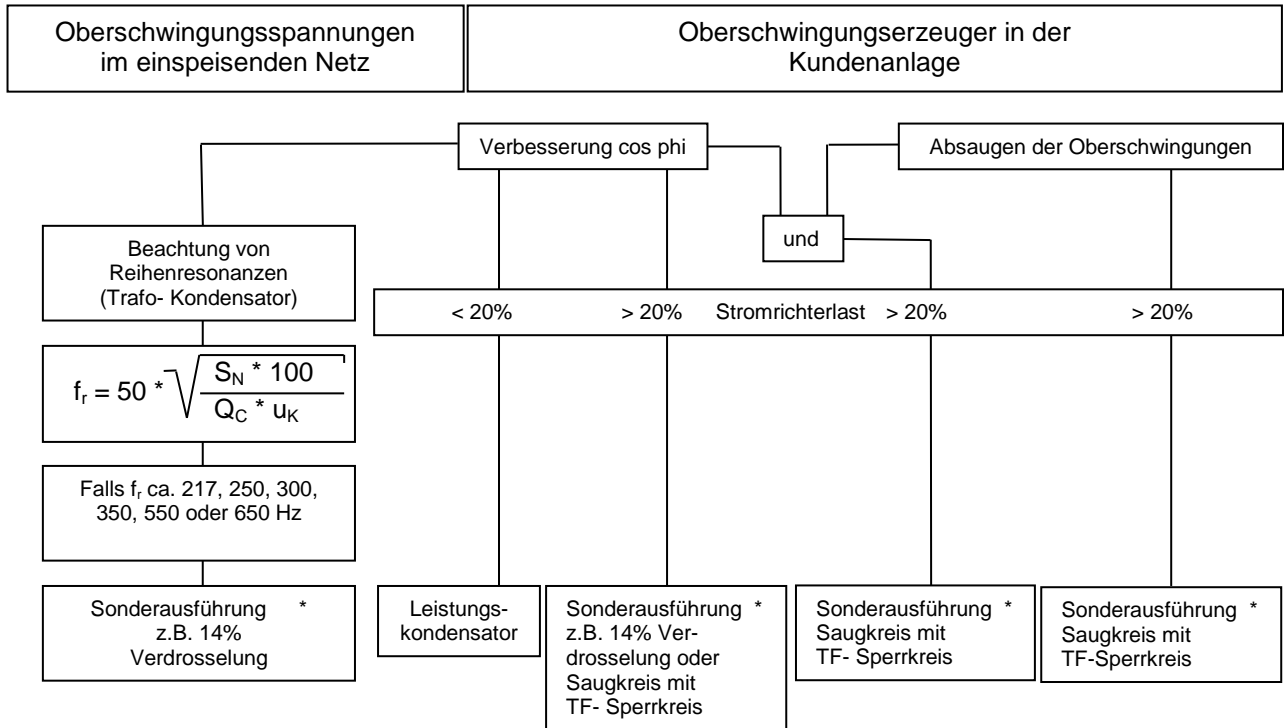 Oberschwingungsspannungen
im einspeisenden Netz
Oberschwingungserzeuger in der
Kundenanlage
Verbesserung cos phi
Absaugen der Oberschwingungen
und
Beachtung von
Reihenresonanzen
(Trafo- Kondensator)
< 20% > 20% Stromrichterlast > 20% > 20%
f_r = 50 * √(S_N * 100 / Q_C * u_K)
Falls f_r ca. 217, 250, 300,
350, 550 oder 650 Hz
Sonderausführung *
z.B. 14%
Verdrosselung
Leistungs-
kondensator
Sonderausführung *
z.B. 14% Ver-
drosselung oder
Saugkreis mit
TF- Sperrkreis
Sonderausführung *
Saugkreis mit
TF- Sperrkreis
Sonderausführung *
Saugkreis mit
TF-Sperrkreis